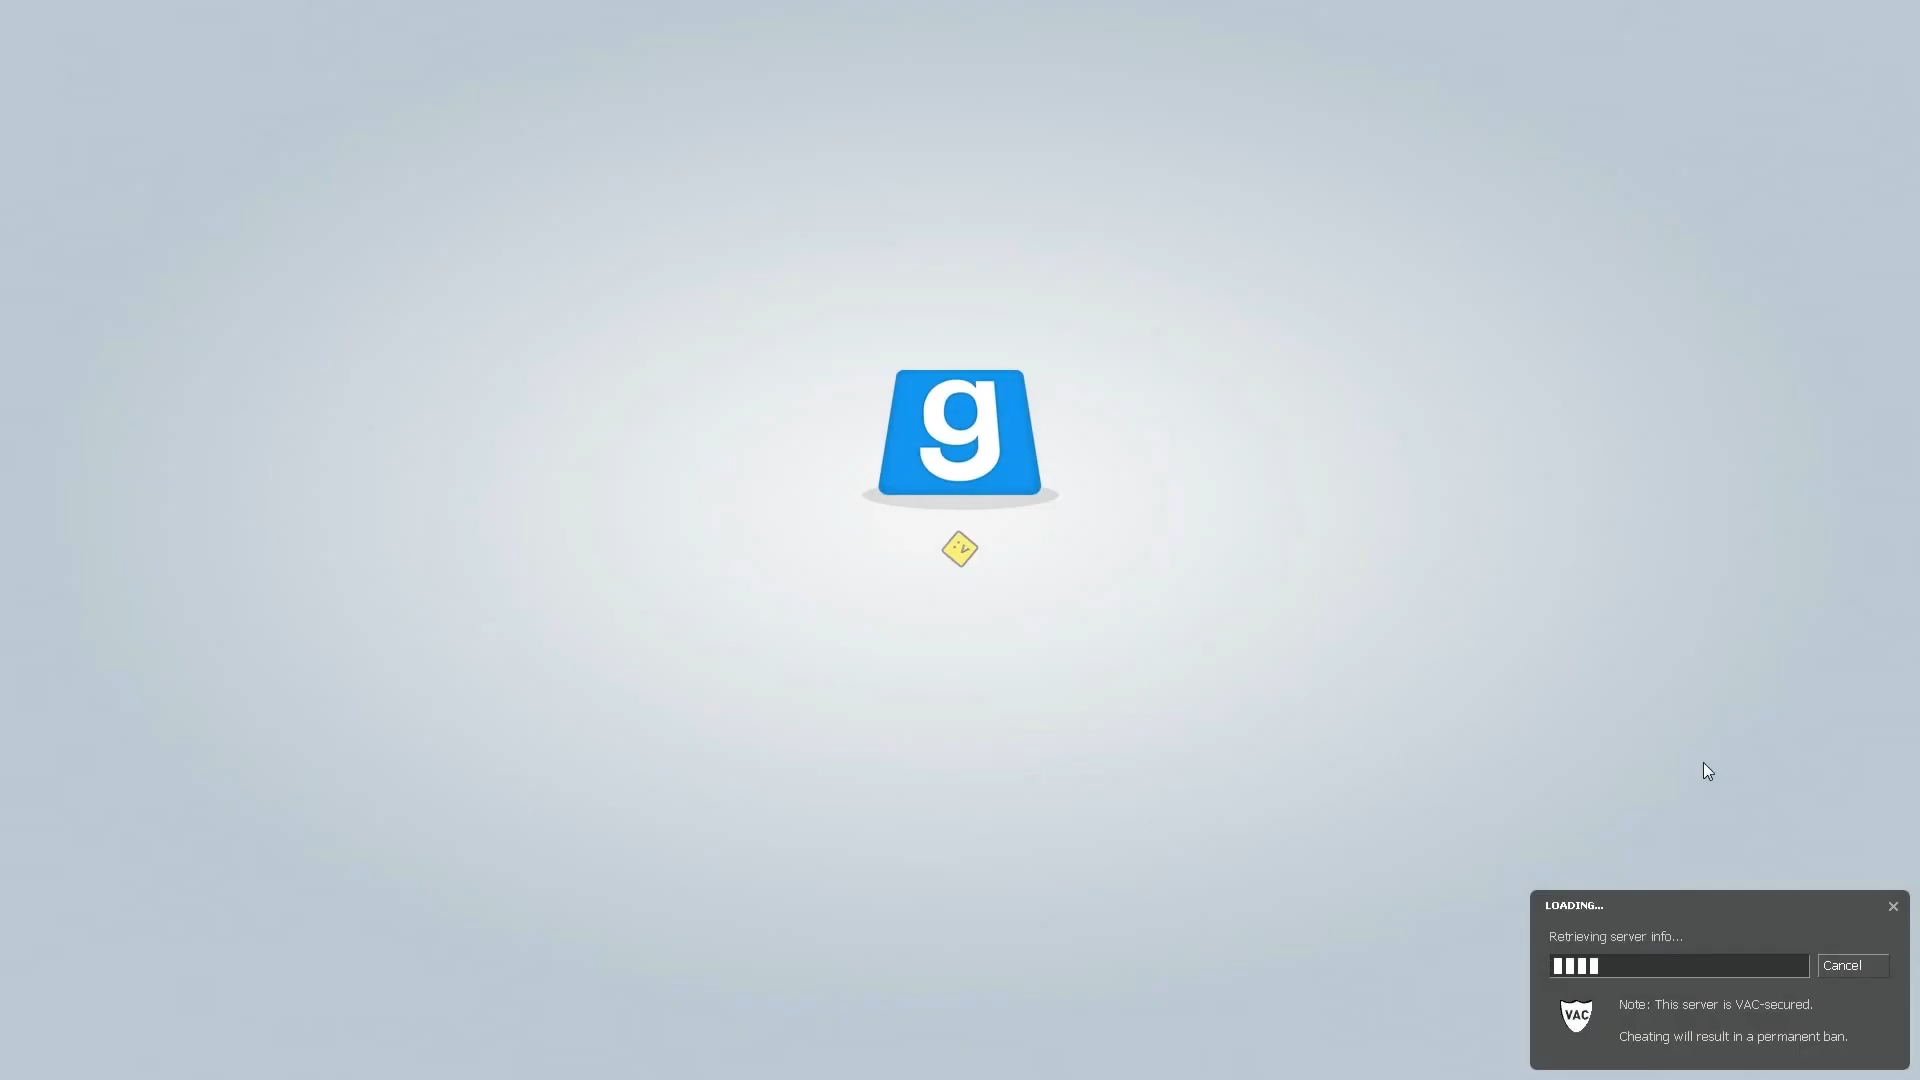 g
:v
LOADING...
Retrieving server info...
Cancel
VAC
Note: This server is VAC-secured.
Cheating will result in a permanent ban.